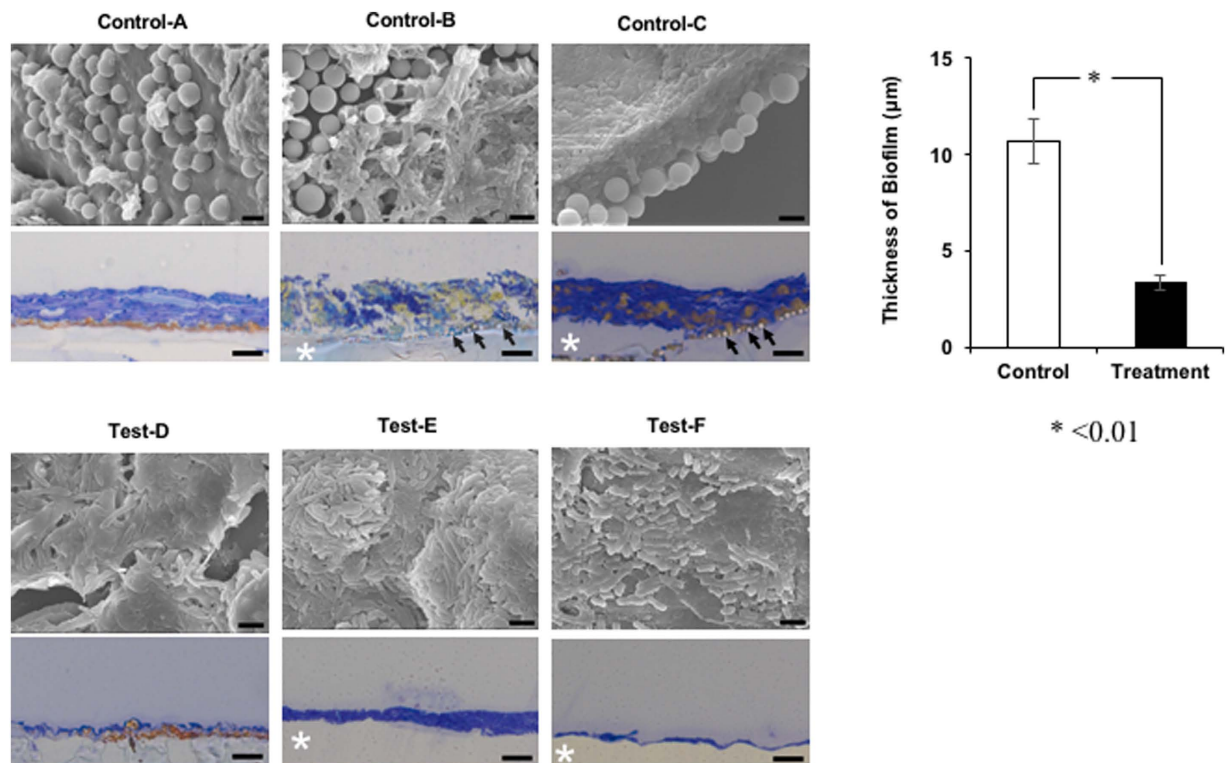 Control-A
Control-B
Control-C
*
*
Test-D
Test-E
Test-F
*
*
Thickness of Biofilm (µm)
15
10
5
0
*
Control
Treatment
* <0.01